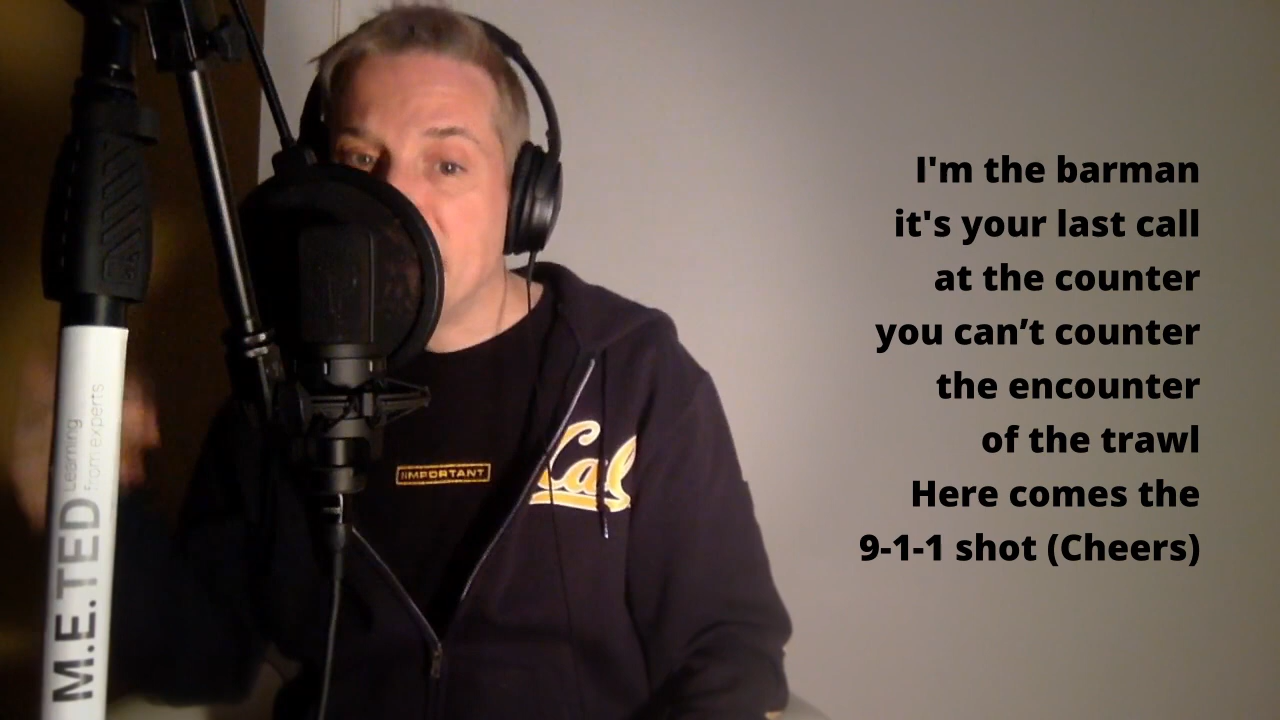 I'm the barman
it's your last call
at the counter
you can’t counter
the encounter
of the trawl
Here comes the
9-1-1 shot (Cheers)
!IMPORTANT
Cal
M.E.TED
Learning
from experts